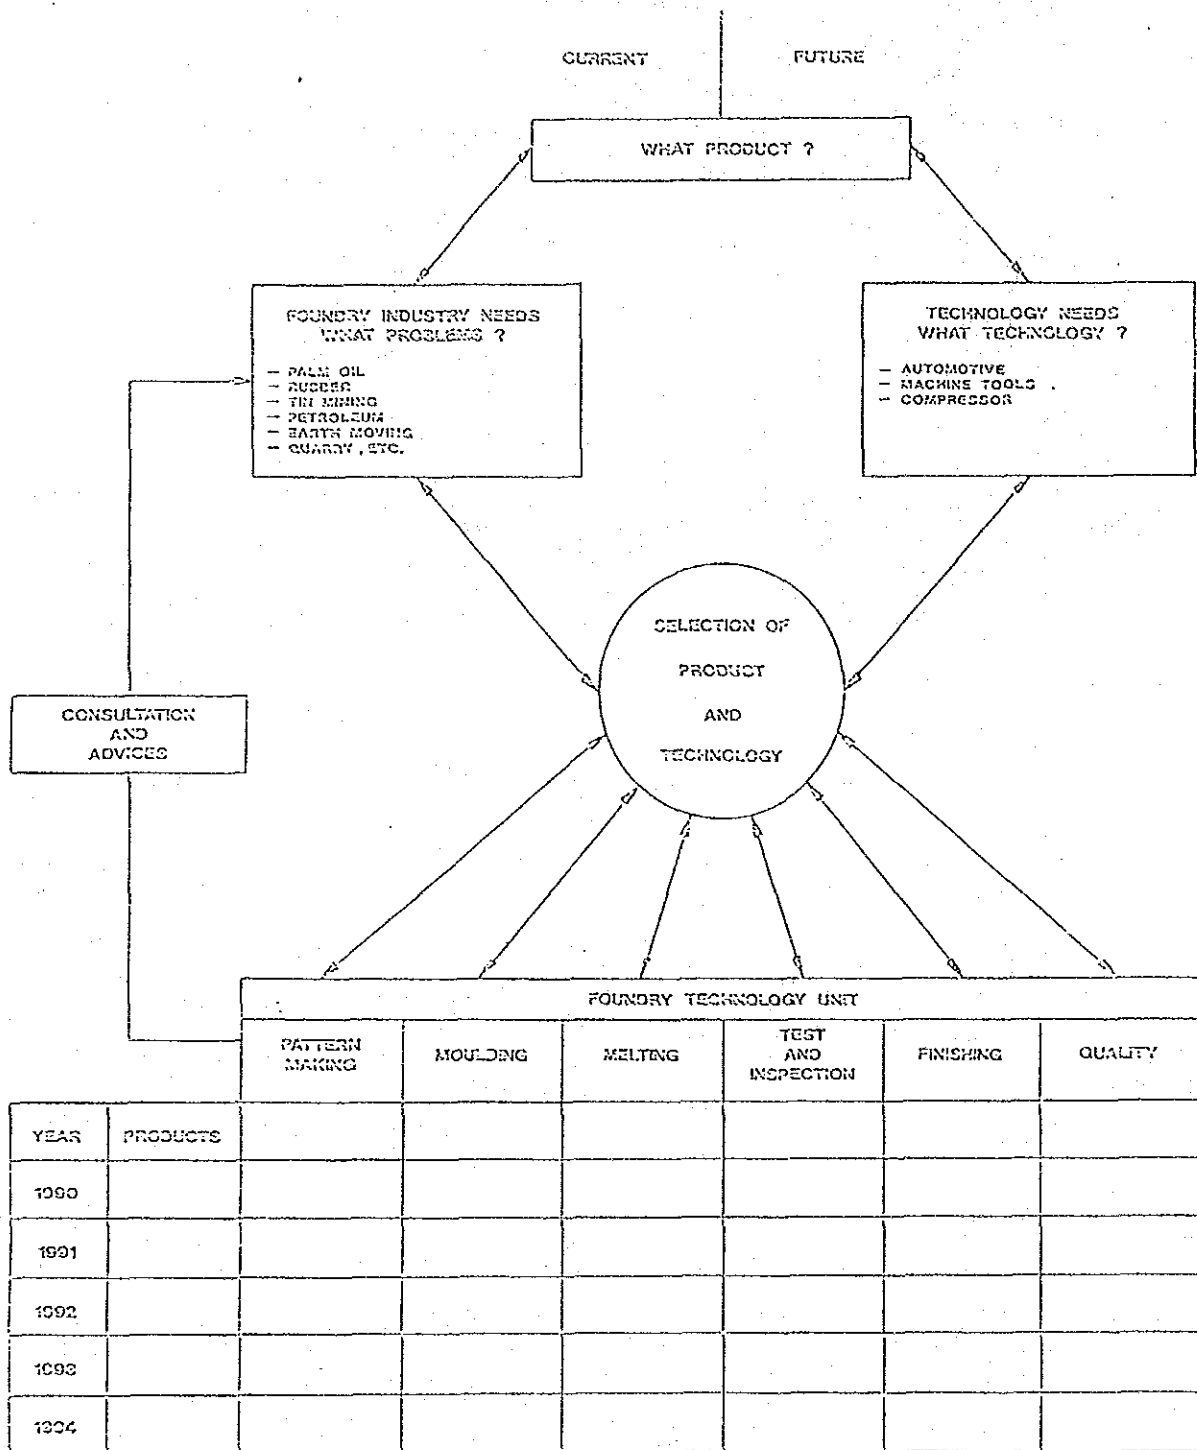 CURRENT
FUTURE
WHAT PRODUCT ?
FOUNDRY INDUSTRY NEEDS
WHAT PROBLEMS ?
— PALM OIL
— RUBBER
— TIN MINING
— PETROLEUM
— EARTH MOVING
— QUARRY , ETC.
TECHNOLOGY NEEDS
WHAT TECHNOLOGY ?
— AUTOMOTIVE
— MACHINE TOOLS
— COMPRESSOR
SELECTION OF
PRODUCT
AND
TECHNOLOGY
CONSULTATION
AND
ADVICES
FOUNDRY TECHNOLOGY UNIT
PATTERN
MAKING
MOULDING
MELTING
TEST
AND
INSPECTION
FINISHING
QUALITY
YEAR
PRODUCTS
1990
1991
1992
1993
1994